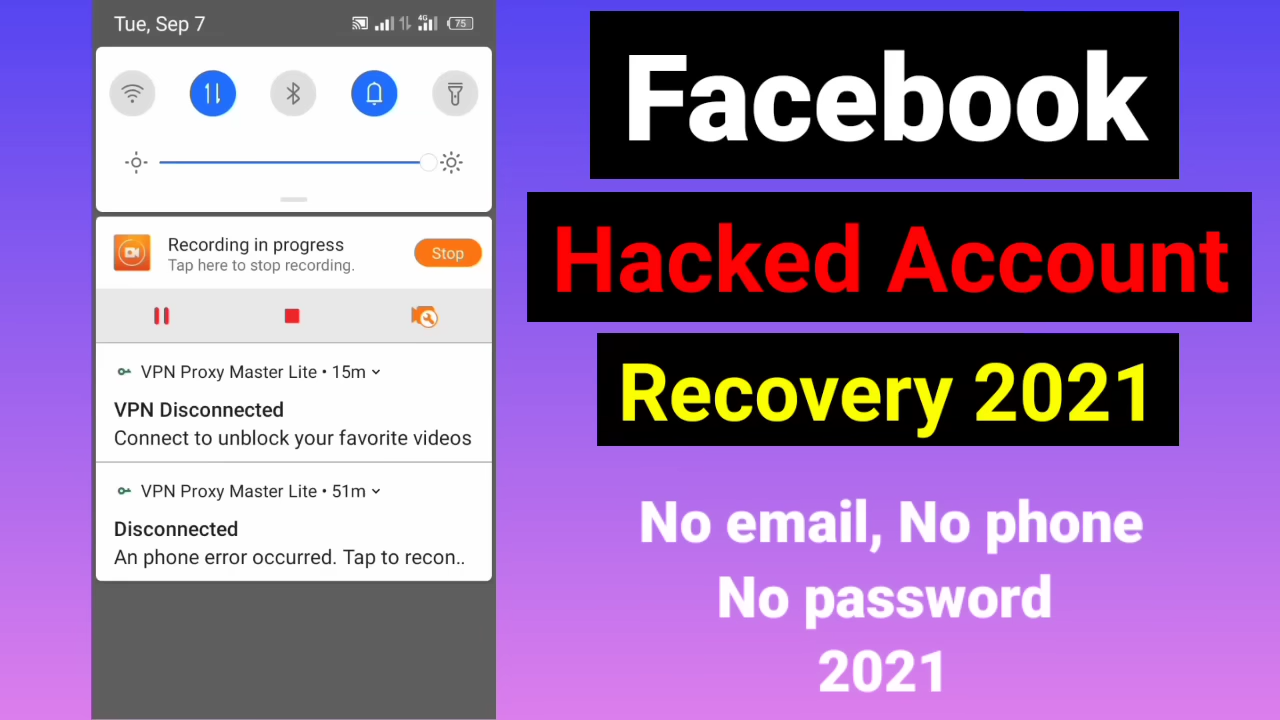 Tue, Sep 7
4G
75
Recording in progress
Tap here to stop recording.
Stop
VPN Proxy Master Lite • 15m
VPN Disconnected
Connect to unblock your favorite videos
VPN Proxy Master Lite • 51m
Disconnected
An phone error occurred. Tap to recon..
Facebook
Hacked Account
Recovery 2021
No email, No phone
No password
2021